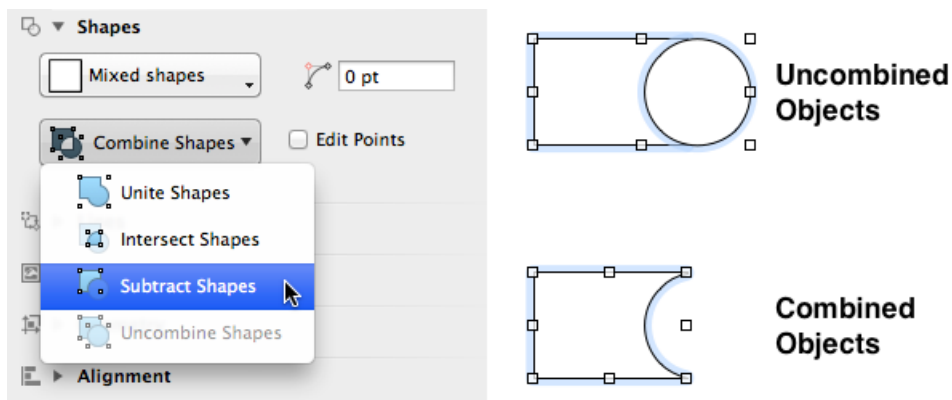 Shapes
Mixed shapes
0 pt
Combine Shapes
Edit Points
Unite Shapes
Intersect Shapes
Subtract Shapes
Uncombine Shapes
Alignment
Uncombined
Objects
Combined
Objects